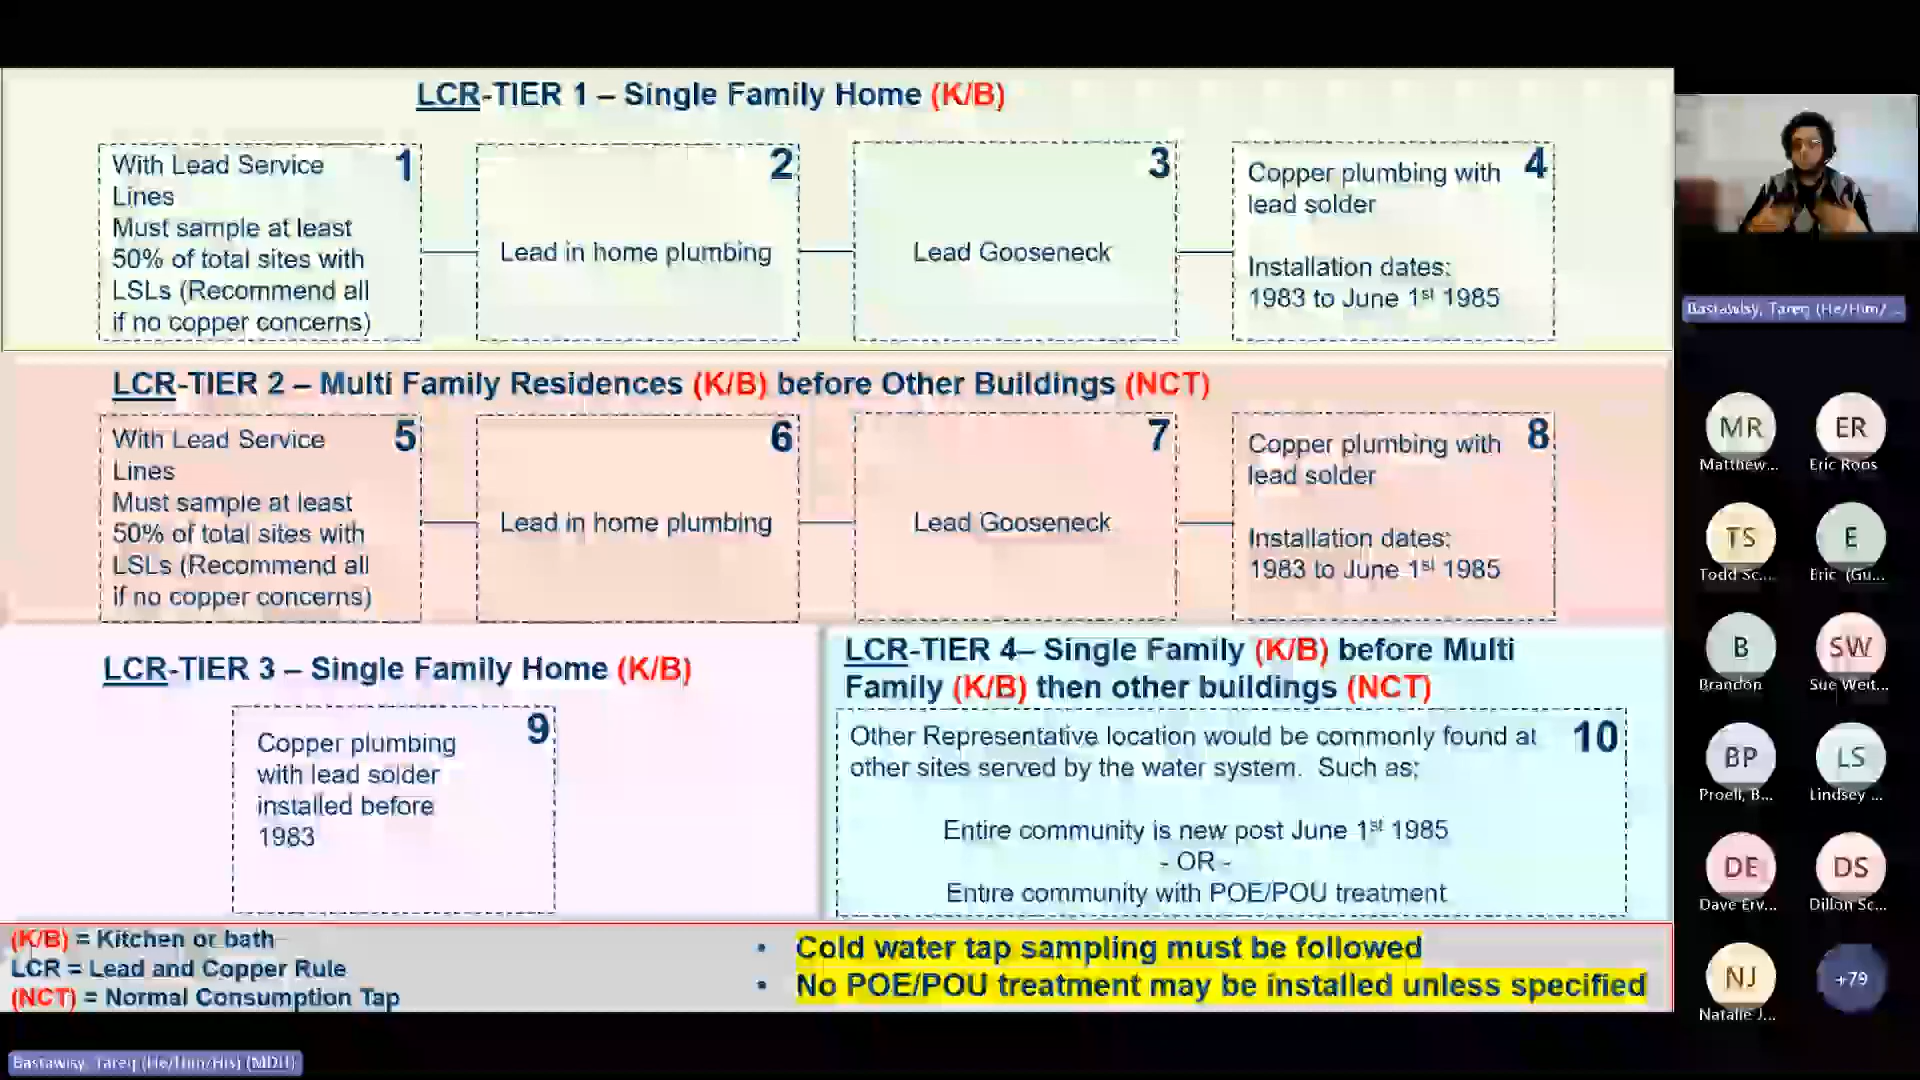 LCR-TIER 1 – Single Family Home (K/B)
With Lead Service
Lines
Must sample at least
50% of total sites with
LSLs (Recommend all
if no copper concerns)
1
Lead in home plumbing
2
Lead Gooseneck
3
Copper plumbing with
lead solder
Installation dates:
1983 to June 1st 1985
4
LCR-TIER 2 – Multi Family Residences (K/B) before Other Buildings (NCT)
With Lead Service
Lines
Must sample at least
50% of total sites with
LSLs (Recommend all
if no copper concerns)
5
Lead in home plumbing
6
Lead Gooseneck
7
Copper plumbing with
lead solder
Installation dates:
1983 to June 1st 1985
8
LCR-TIER 3 – Single Family Home (K/B)
Copper plumbing
with lead solder
installed before
1983
9
LCR-TIER 4– Single Family (K/B) before Multi
Family (K/B) then other buildings (NCT)
Other Representative location would be commonly found at
other sites served by the water system. Such as;
10
Entire community is new post June 1st 1985
- OR -
Entire community with POE/POU treatment
(K/B) = Kitchen or bath
LCR = Lead and Copper Rule
(NCT) = Normal Consumption Tap
• Cold water tap sampling must be followed
• No POE/POU treatment may be installed unless specified
Bastawisy, Tareq (He/Him/His) (MDH)
Bastawisy, Tareq (He/Him/ ...
MR
Matthew...
ER
Eric Roos
TS
Todd Sc...
E
Eric (Gu...
B
Brandon
SW
Sue Weit...
BP
Proell, B...
LS
Lindsey ...
DE
Dave Erv...
DS
Dillon Sc...
NJ
Natalie J...
+79